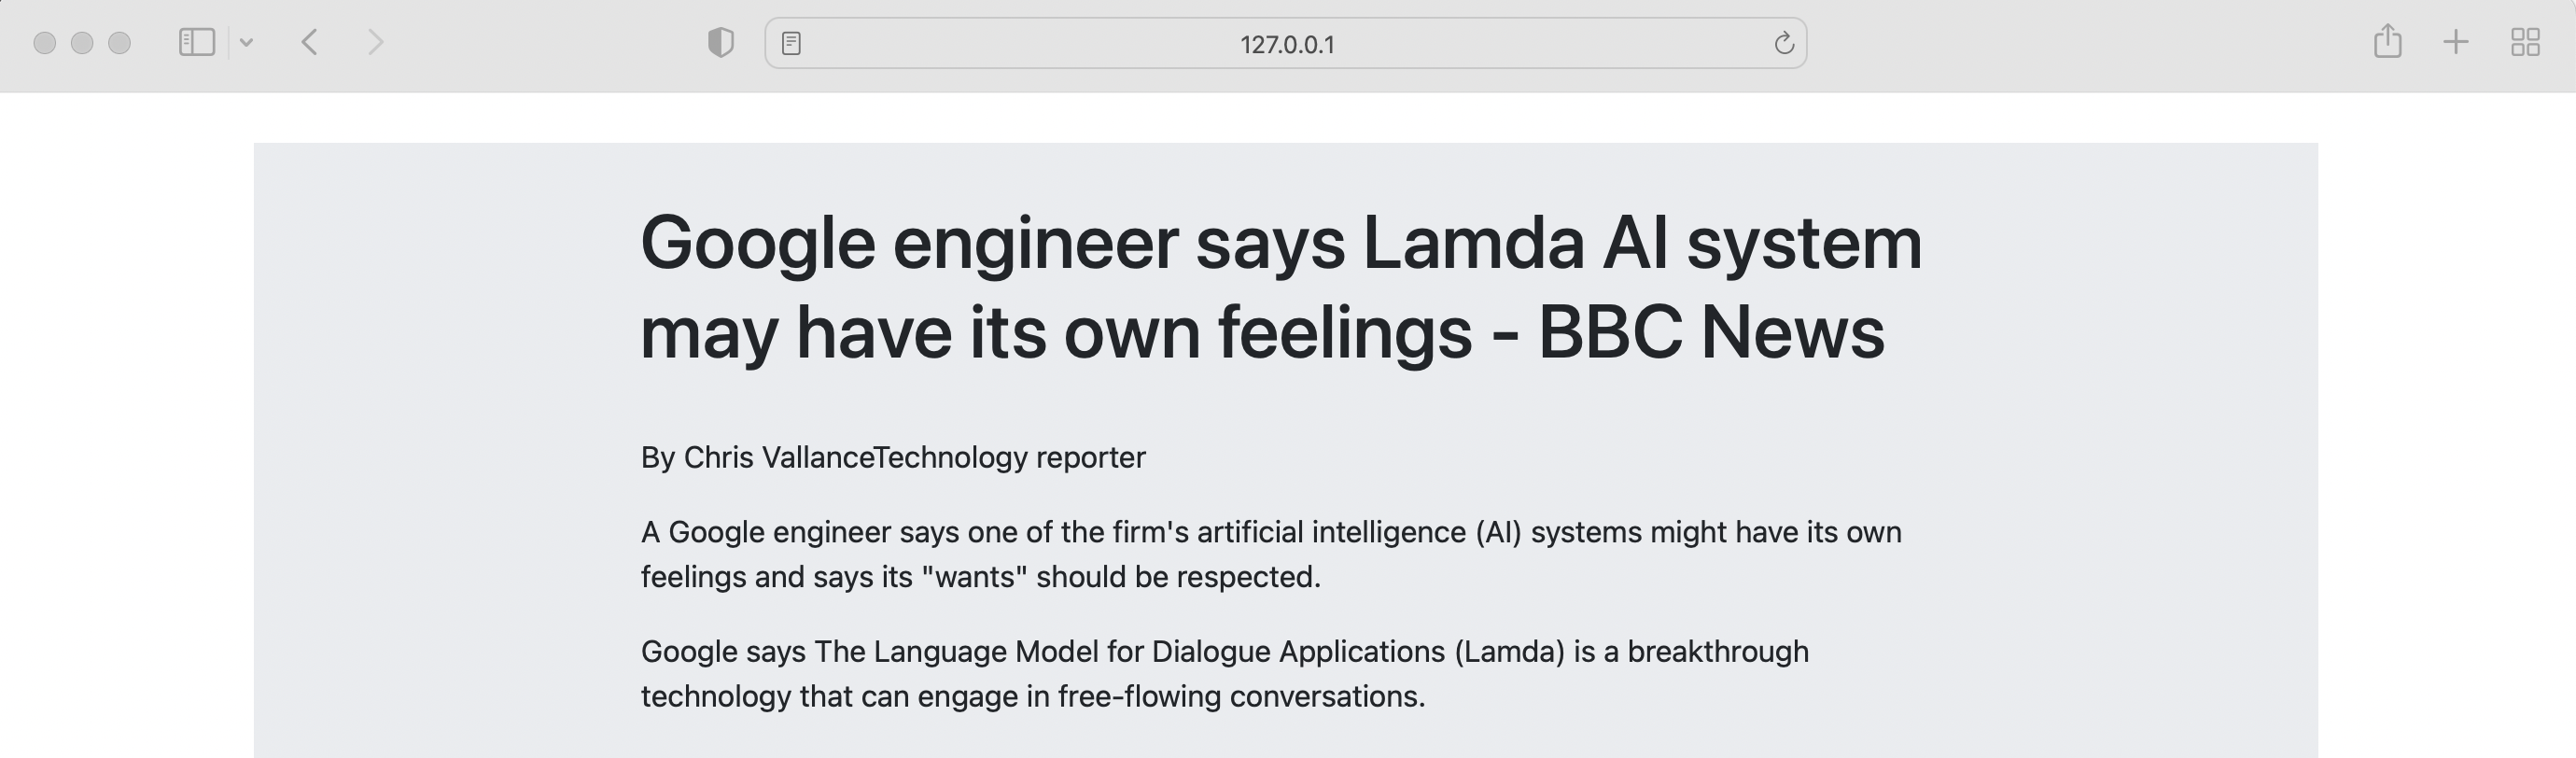 127.0.0.1
Google engineer says Lamda AI system
may have its own feelings - BBC News
By Chris VallanceTechnology reporter
A Google engineer says one of the firm's artificial intelligence (AI) systems might have its own
feelings and says its "wants" should be respected.
Google says The Language Model for Dialogue Applications (Lamda) is a breakthrough
technology that can engage in free-flowing conversations.